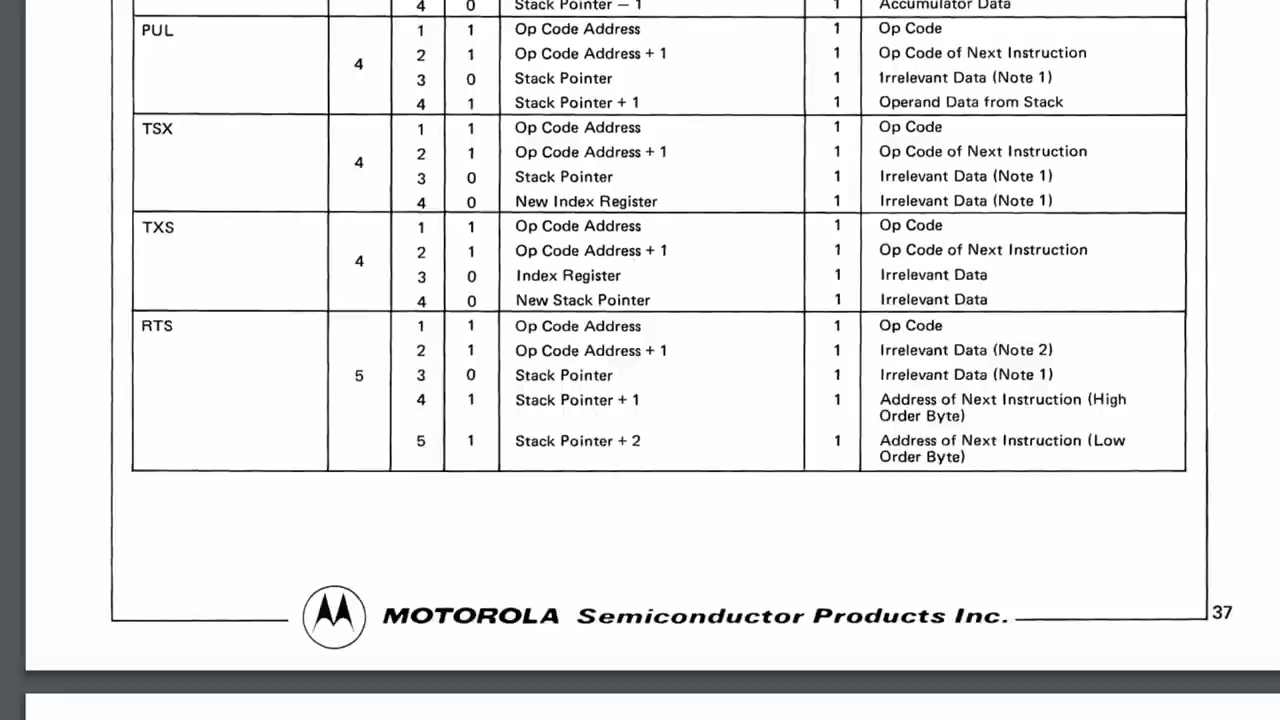 4 0 Stack Pointer — 1 1 Accumulator Data
PUL 1 1 Op Code Address 1 Op Code
4 2 1 Op Code Address + 1 1 Op Code of Next Instruction
3 0 Stack Pointer 1 Irrelevant Data (Note 1)
4 1 Stack Pointer + 1 1 Operand Data from Stack
TSX 1 1 Op Code Address 1 Op Code
4 2 1 Op Code Address + 1 1 Op Code of Next Instruction
3 0 Stack Pointer 1 Irrelevant Data (Note 1)
4 0 New Index Register 1 Irrelevant Data (Note 1)
TXS 1 1 Op Code Address 1 Op Code
4 2 1 Op Code Address + 1 1 Op Code of Next Instruction
3 0 Index Register 1 Irrelevant Data
4 0 New Stack Pointer 1 Irrelevant Data
RTS 1 1 Op Code Address 1 Op Code
2 1 Op Code Address + 1 1 Irrelevant Data (Note 2)
5 3 0 Stack Pointer 1 Irrelevant Data (Note 1)
4 1 Stack Pointer + 1 1 Address of Next Instruction (High
Order Byte)
5 1 Stack Pointer + 2 1 Address of Next Instruction (Low
Order Byte)
MOTOROLA Semiconductor Products Inc. 37